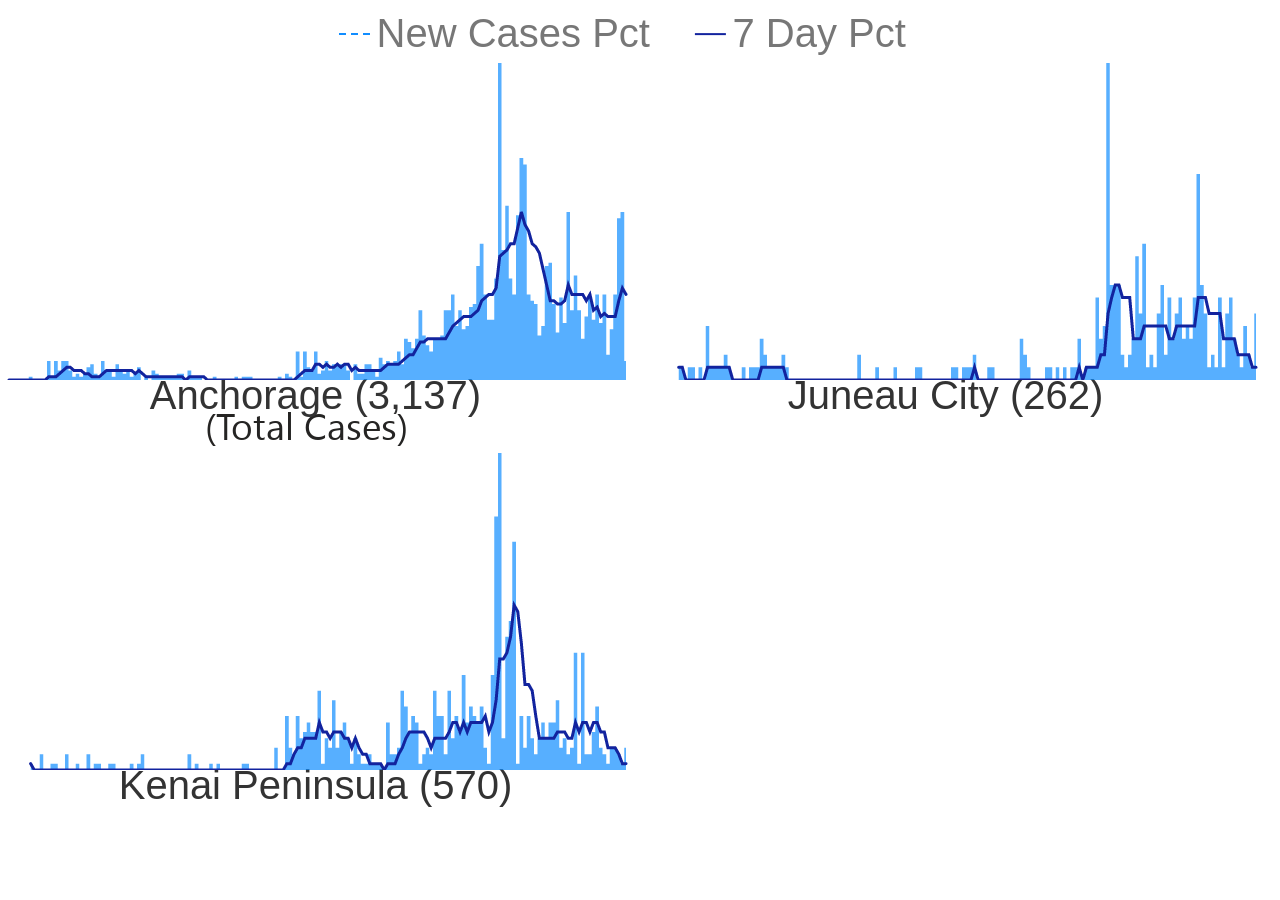 New Cases Pct 7 Day Pct
Anchorage (3,137) Juneau City (262)
(Total Cases)
Kenai Peninsula (570)